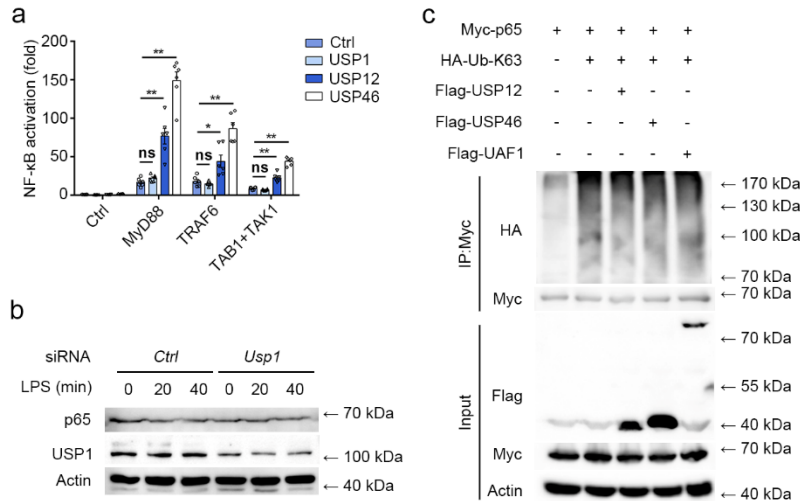 a
NF-κB activation (fold)
200
150
100
50
0
Ctrl
USP1
USP12
USP46
** ** ns
** * ns
** ** ns
Ctrl
MyD88
TRAF6
TAB1+TAK1
b
siRNA Ctrl Usp1
LPS (min) 0 20 40 0 20 40
p65 ← 70 kDa
USP1 ← 100 kDa
Actin ← 40 kDa
c
Myc-p65 + + + + +
HA-Ub-K63 - + + + +
Flag-USP12 - - + - -
Flag-USP46 - - - + -
Flag-UAF1 - - - - +
IP:Myc
HA
← 170 kDa
← 130 kDa
← 100 kDa
← 70 kDa
Myc ← 70 kDa
Input
Flag
← 70 kDa
← 55 kDa
← 40 kDa
Myc ← 70 kDa
Actin ← 40 kDa